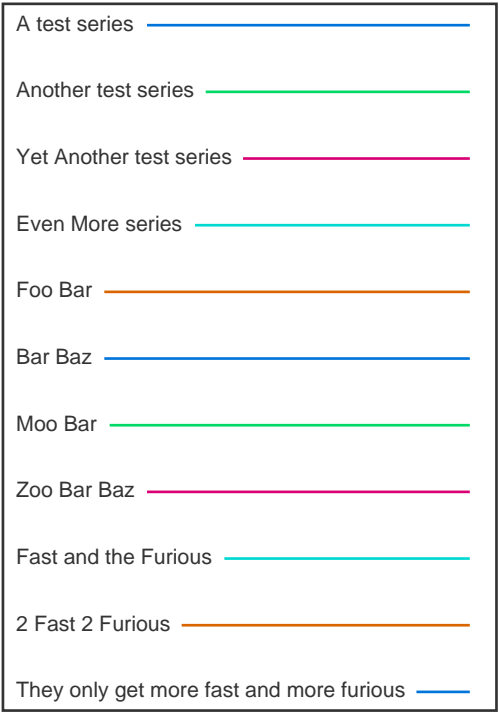 A test series
Another test series
Yet Another test series
Even More series
Foo Bar
Bar Baz
Moo Bar
Zoo Bar Baz
Fast and the Furious
2 Fast 2 Furious
They only get more fast and more furious